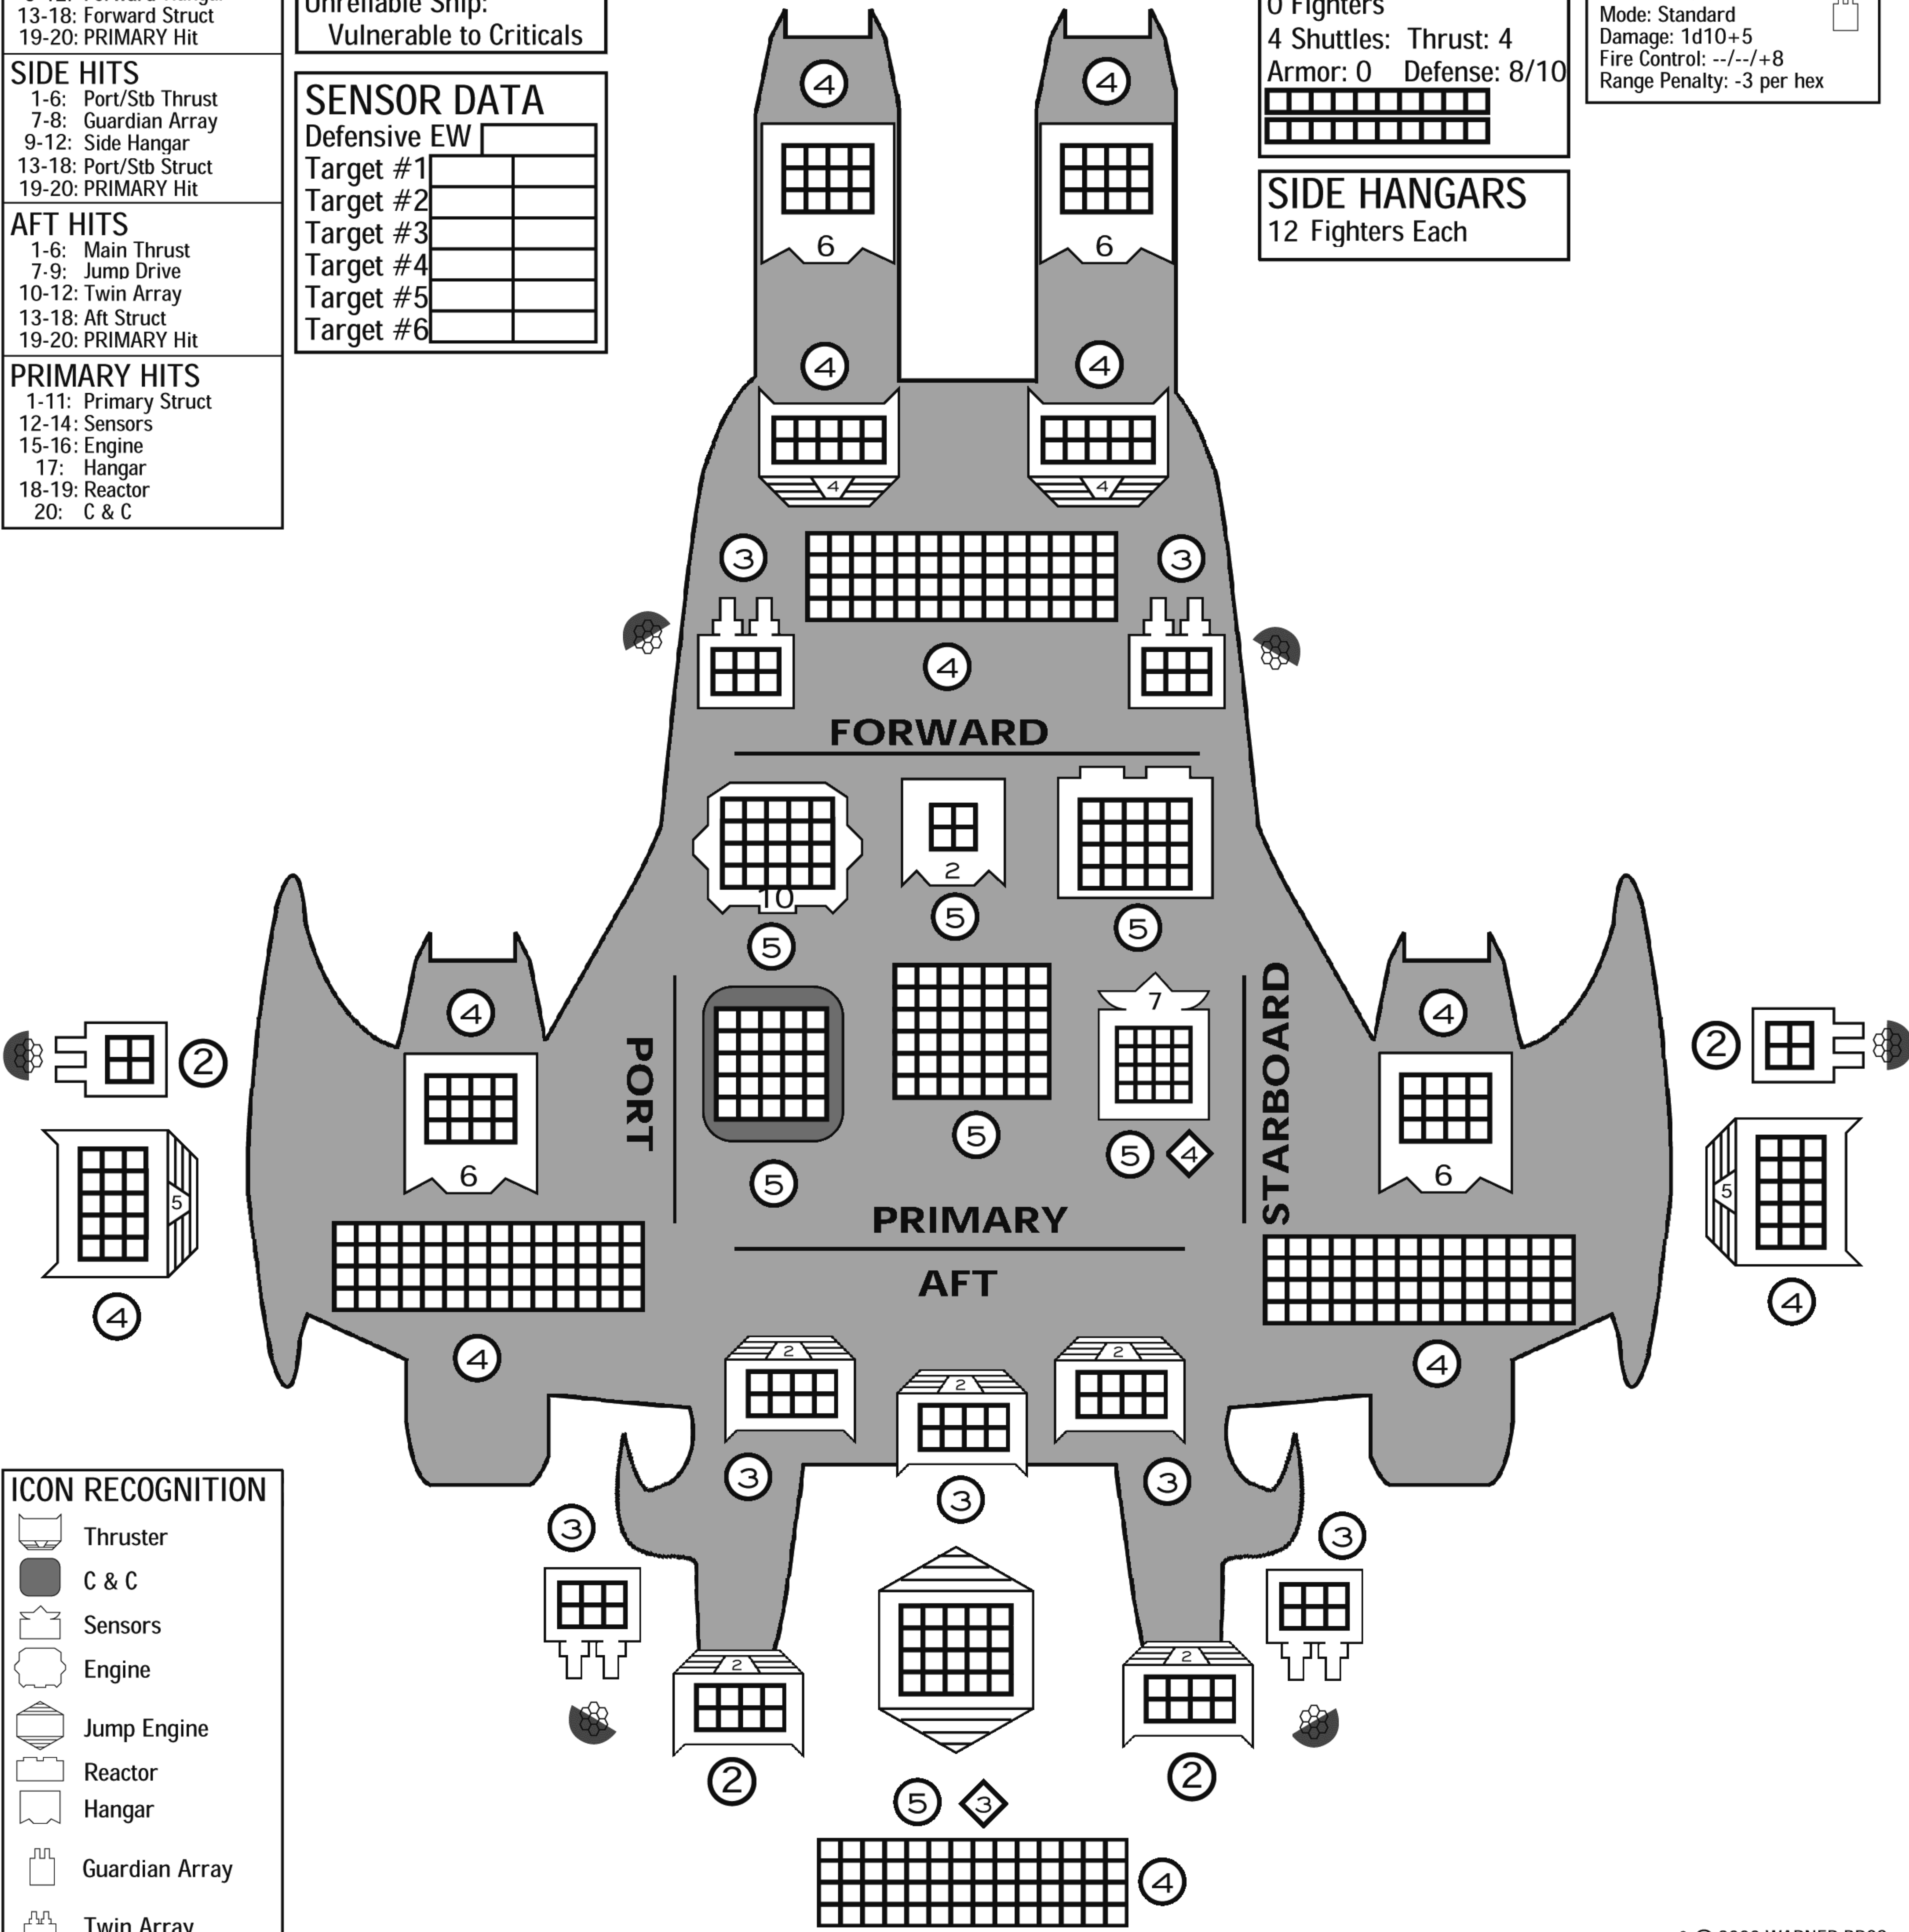 13-18: Forward Struct
19-20: PRIMARY Hit
SIDE HITS
1-6: Port/Stb Thrust
7-8: Guardian Array
9-12: Side Hangar
13-18: Port/Stb Struct
19-20: PRIMARY Hit
AFT HITS
1-6: Main Thrust
7-9: Jump Drive
10-12: Twin Array
13-18: Aft Struct
19-20: PRIMARY Hit
PRIMARY HITS
1-11: Primary Struct
12-14: Sensors
15-16: Engine
17: Hangar
18-19: Reactor
20: C & C
Unreliable Ship:
Vulnerable to Criticals
SENSOR DATA
Defensive EW
Target #1
Target #2
Target #3
Target #4
Target #5
Target #6
0 Fighters
4 Shuttles: Thrust: 4
Armor: 0 Defense: 8/10
SIDE HANGARS
12 Fighters Each
Mode: Standard
Damage: 1d10+5
Fire Control: --/--/+8
Range Penalty: -3 per hex
4 4
6 6
4 4
4 4
3 3
4
FORWARD
10 2
5 5 5
4 7 4
2 2
PORT
STARBOARD
6 5 6
5 5
5 4
5
4 4
PRIMARY
AFT
4 4
2 2
2
3 3
3
3 3
2 2
2 2
5 3
4
ICON RECOGNITION
Thruster
C & C
Sensors
Engine
Jump Engine
Reactor
Hangar
Guardian Array
Twin Array